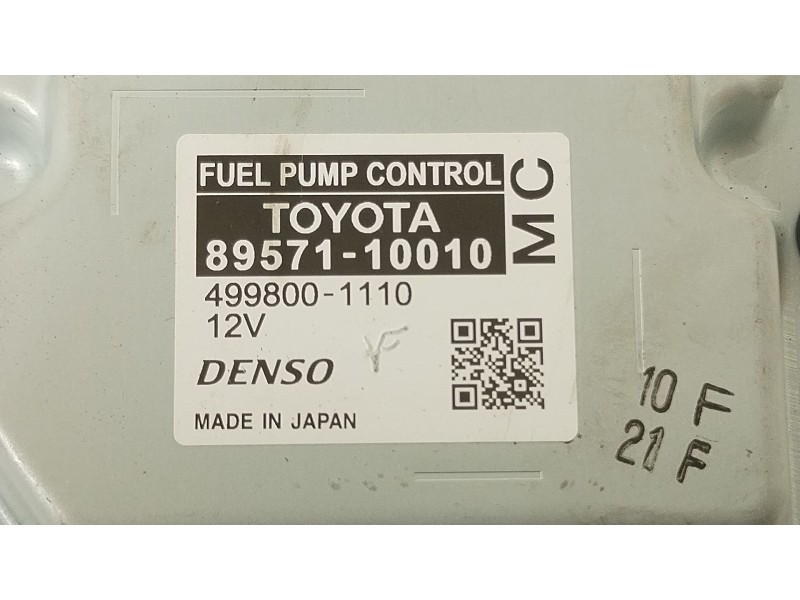 FUEL PUMP CONTROL
TOYOTA
89571-10010
MC
499800-1110
12V
DENSO
MADE IN JAPAN
10 F
21 F